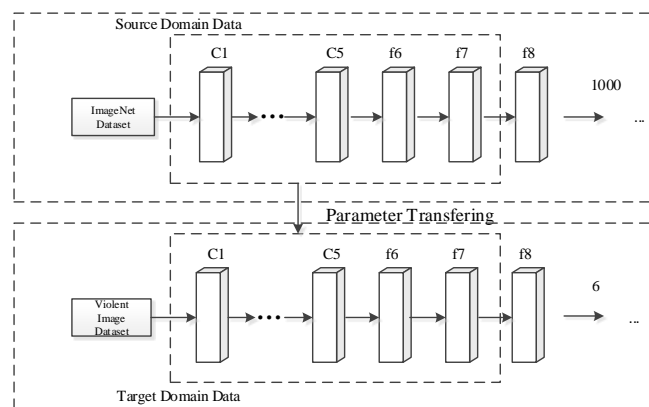 Source Domain Data
C1
C5
f6
f7
f8
1000
ImageNet
Dataset
...
Parameter Transfering
C1
C5
f6
f7
f8
6
Violent
Image
Dataset
...
Target Domain Data